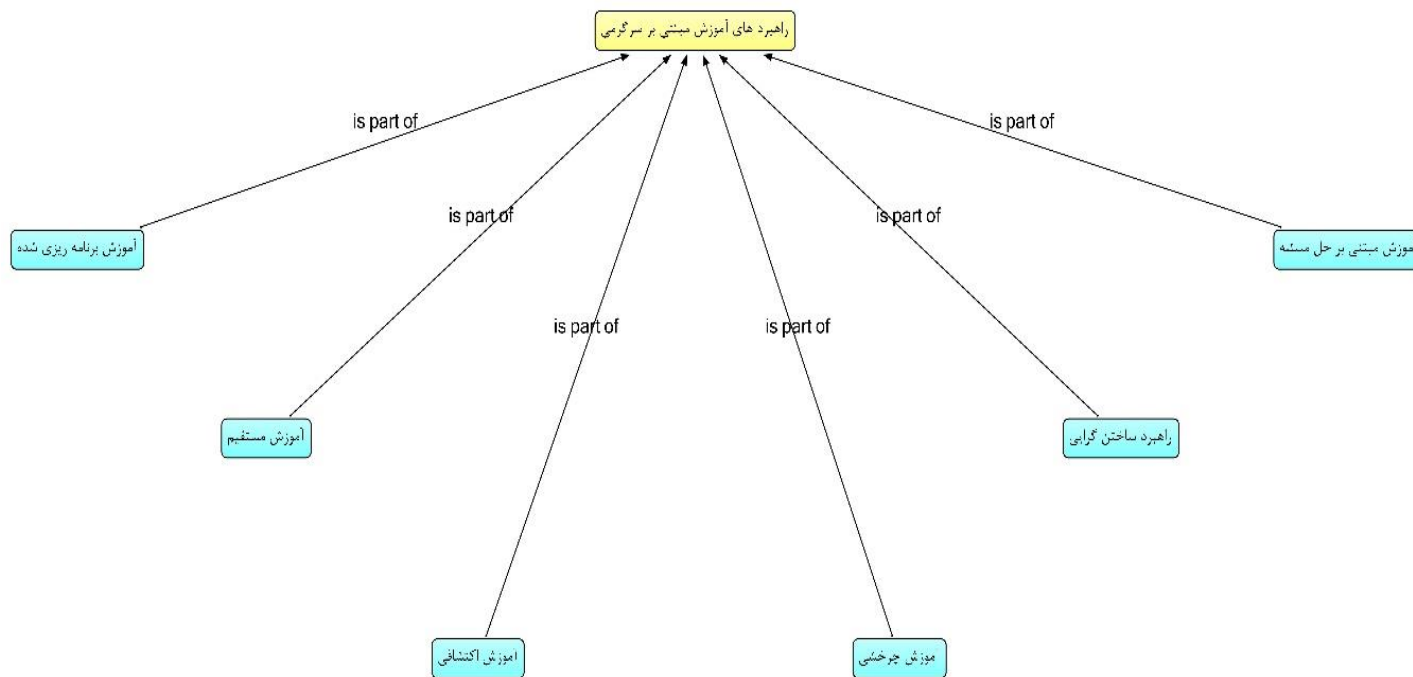 راهبرد های آموزش مبتنی بر سرگرمی
is part of
is part of
is part of
is part of
is part of
is part of
آموزش برنامه ریزی شده
موزش مبتنی بر حل مسئله
آموزش مستقیم
راهبرد ساختن گرایی
آموزش اکتشافی
موزش چرخشی